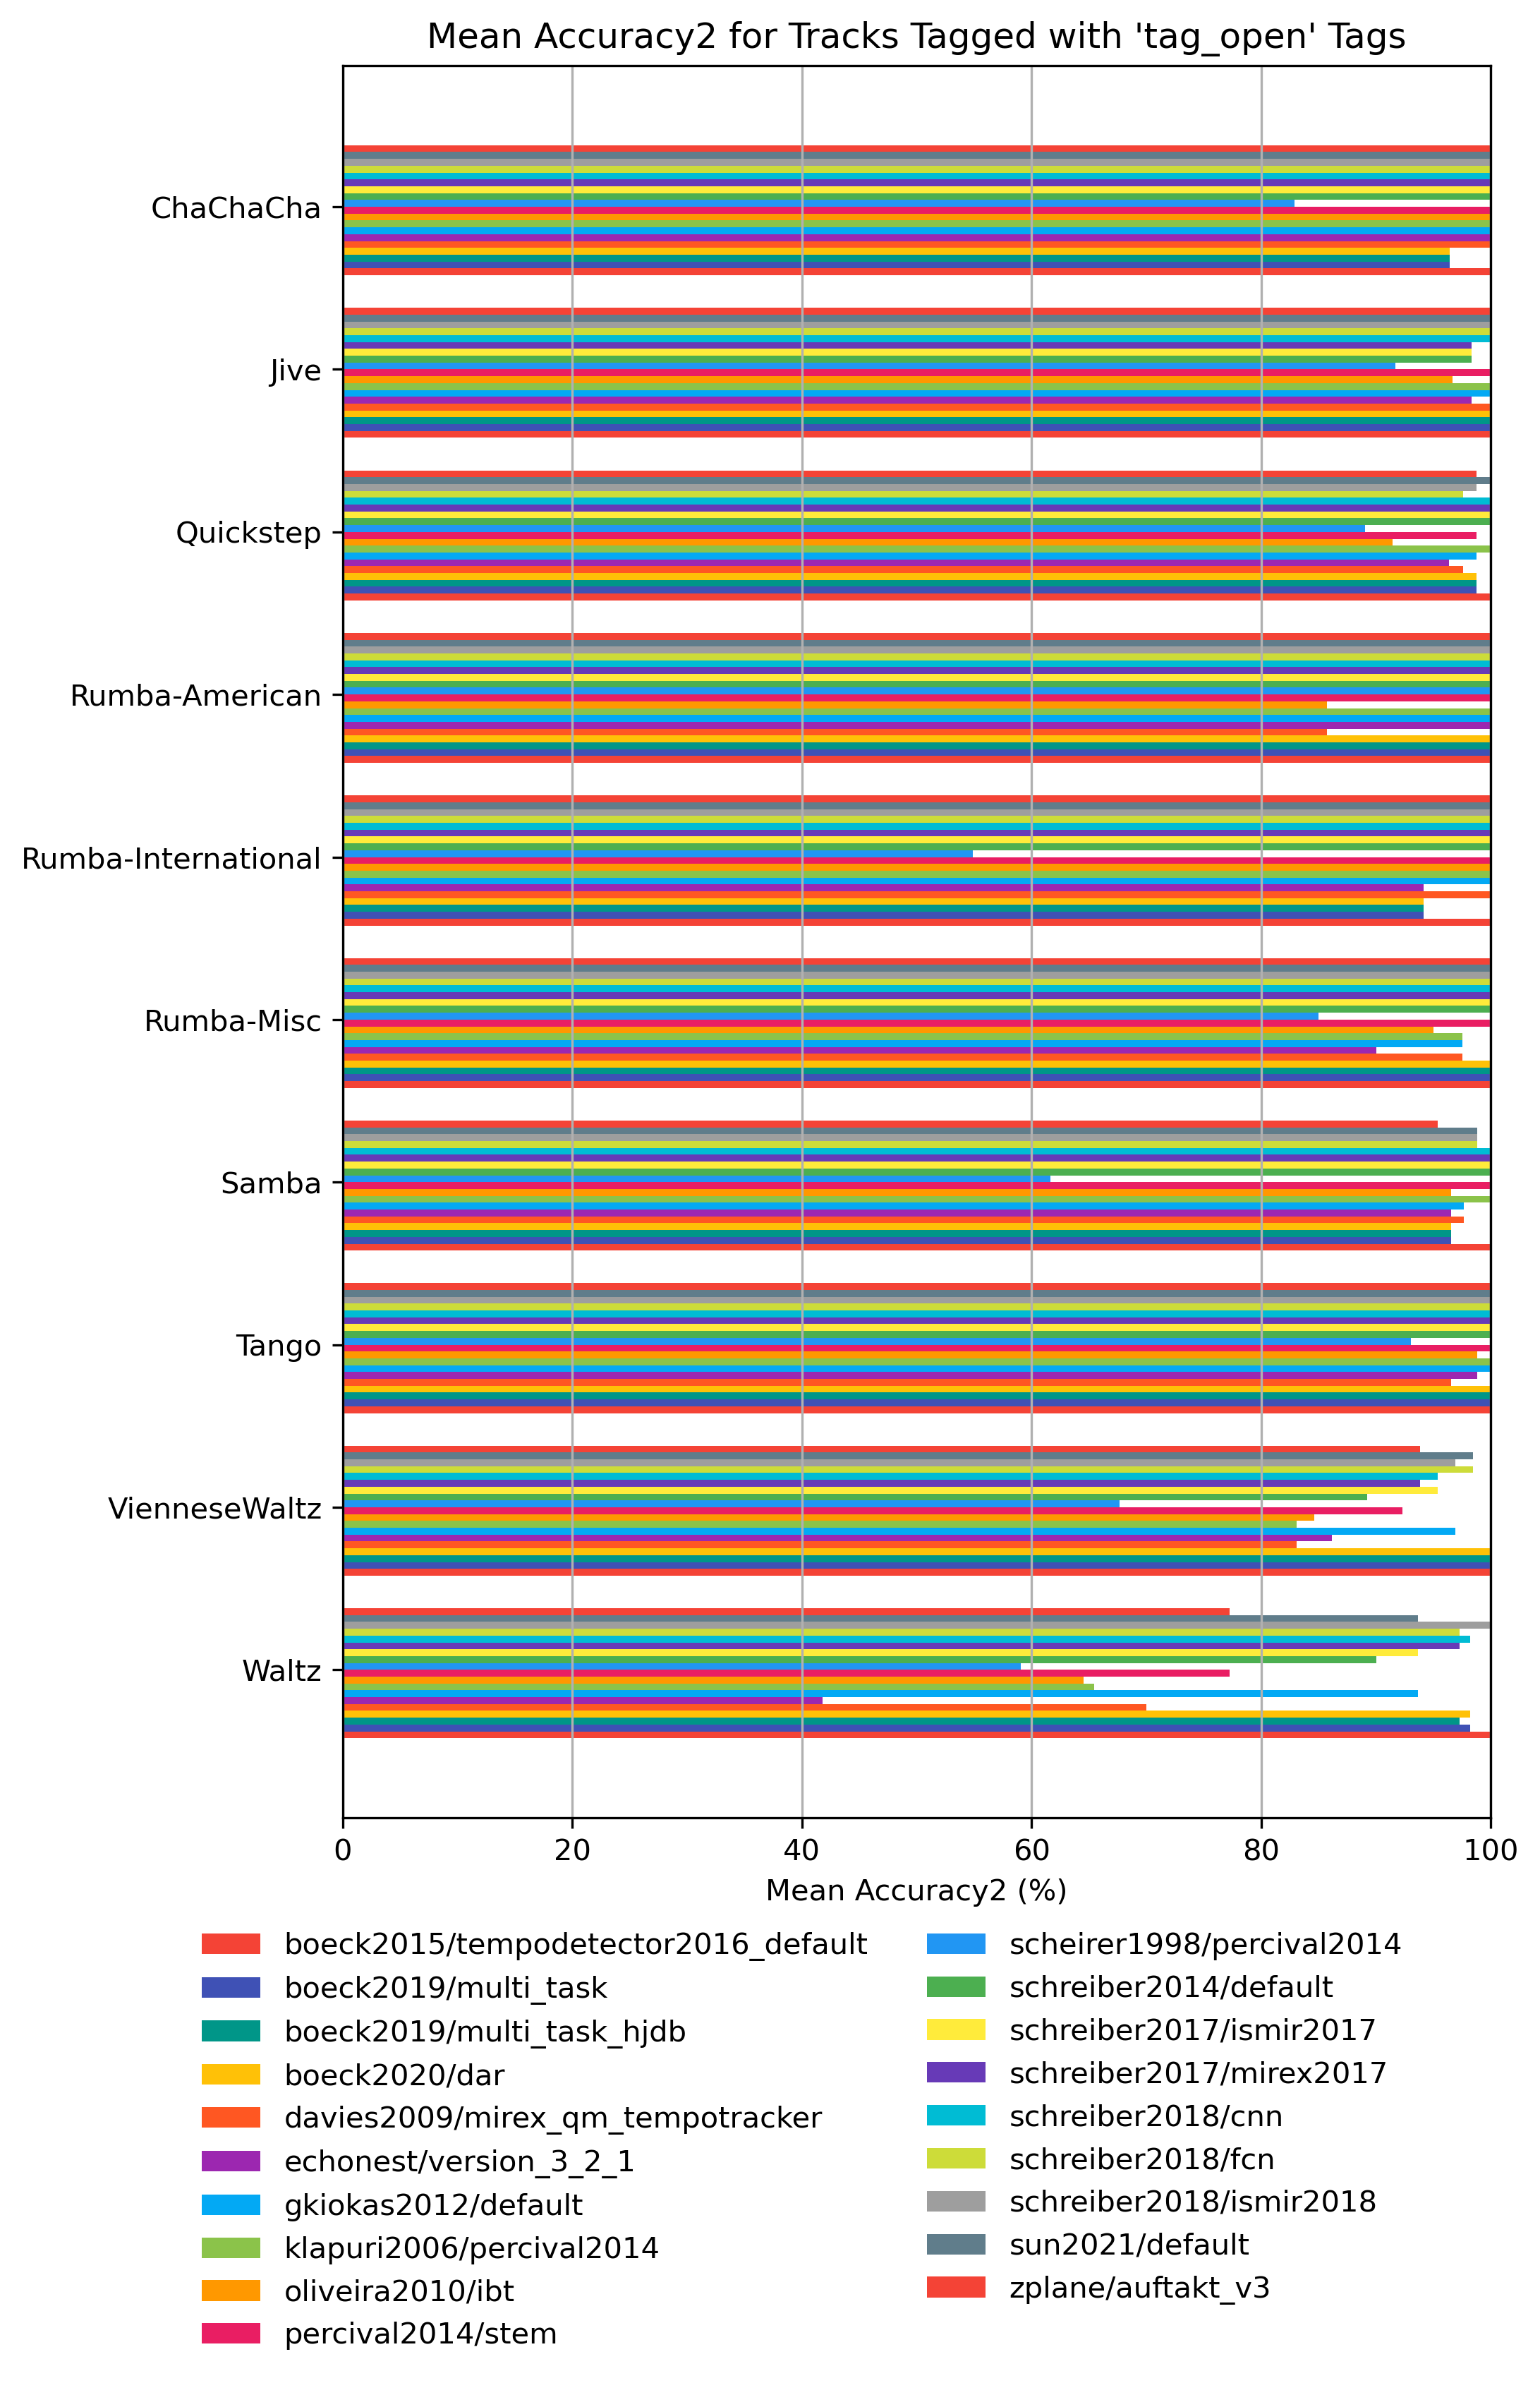 Mean Accuracy2 for Tracks Tagged with 'tag_open' Tags
ChaChaCha
Jive
Quickstep
Rumba-American
Rumba-International
Rumba-Misc
Samba
Tango
VienneseWaltz
Waltz
0 20 40 60 80 100
Mean Accuracy2 (%)
boeck2015/tempodetector2016_default
boeck2019/multi_task
boeck2019/multi_task_hjdb
boeck2020/dar
davies2009/mirex_qm_tempotracker
echonest/version_3_2_1
gkiokas2012/default
klapuri2006/percival2014
oliveira2010/ibt
percival2014/stem
scheirer1998/percival2014
schreiber2014/default
schreiber2017/ismir2017
schreiber2017/mirex2017
schreiber2018/cnn
schreiber2018/fcn
schreiber2018/ismir2018
sun2021/default
zplane/auftakt_v3